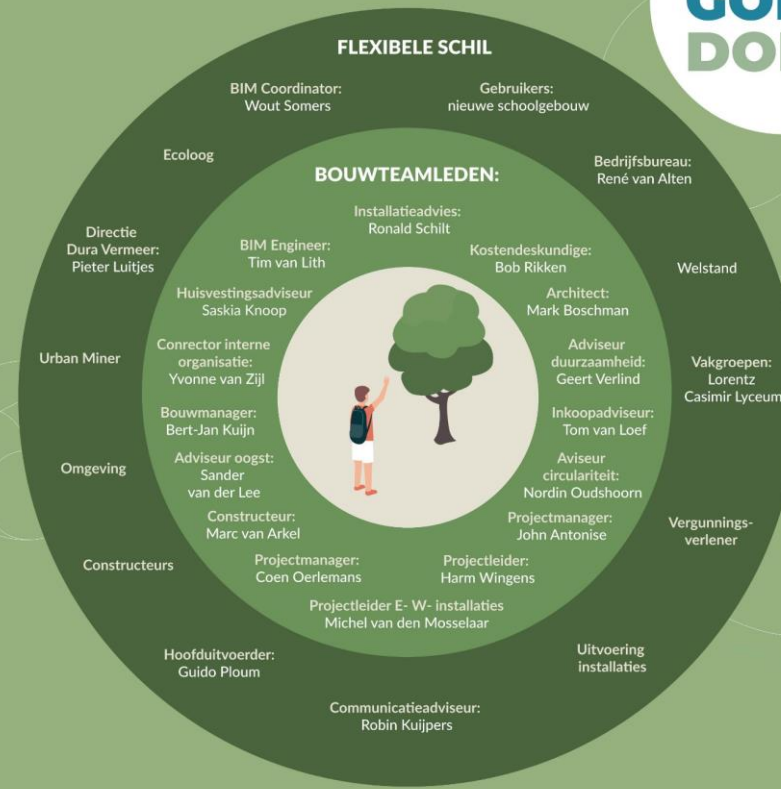 FLEXIBELE SCHIL
BIM Coordinator:
Wout Somers
Gebruikers:
nieuwe schoolgebouw
Ecoloog
Bedrijfsbureau:
René van Alten
Directie
Dura Vermeer:
Pieter Luitjes
Welstand
Urban Miner
Vakgroepen:
Lorentz
Casimir Lyceum
Omgeving
Vergunnings-
verlener
Constructeurs
Uitvoering
installaties
Hoofduitvoerder:
Guido Ploum
Communicatieadviseur:
Robin Kuijpers
BOUWTEAMLEDEN:
Installatieadvies:
Ronald Schilt
BIM Engineer:
Tim van Lith
Kostendeskundige:
Bob Rikken
Huisvestingsadviseur
Saskia Knoop
Architect:
Mark Boschman
Conrector interne
organisatie:
Yvonne van Zijl
Adviseur
duurzaamheid:
Geert Verlind
Bouwmanager:
Bert-Jan Kuijn
Inkoopadviseur:
Tom van Loef
Adviseur oogst:
Sander
van der Lee
Aviseur
circulariteit:
Nordin Oudshoorn
Constructeur:
Marc van Arkel
Projectmanager:
John Antonise
Projectmanager:
Coen Oerlemans
Projectleider:
Harm Wingens
Projectleider E- W- installaties
Michel van den Mosselaar